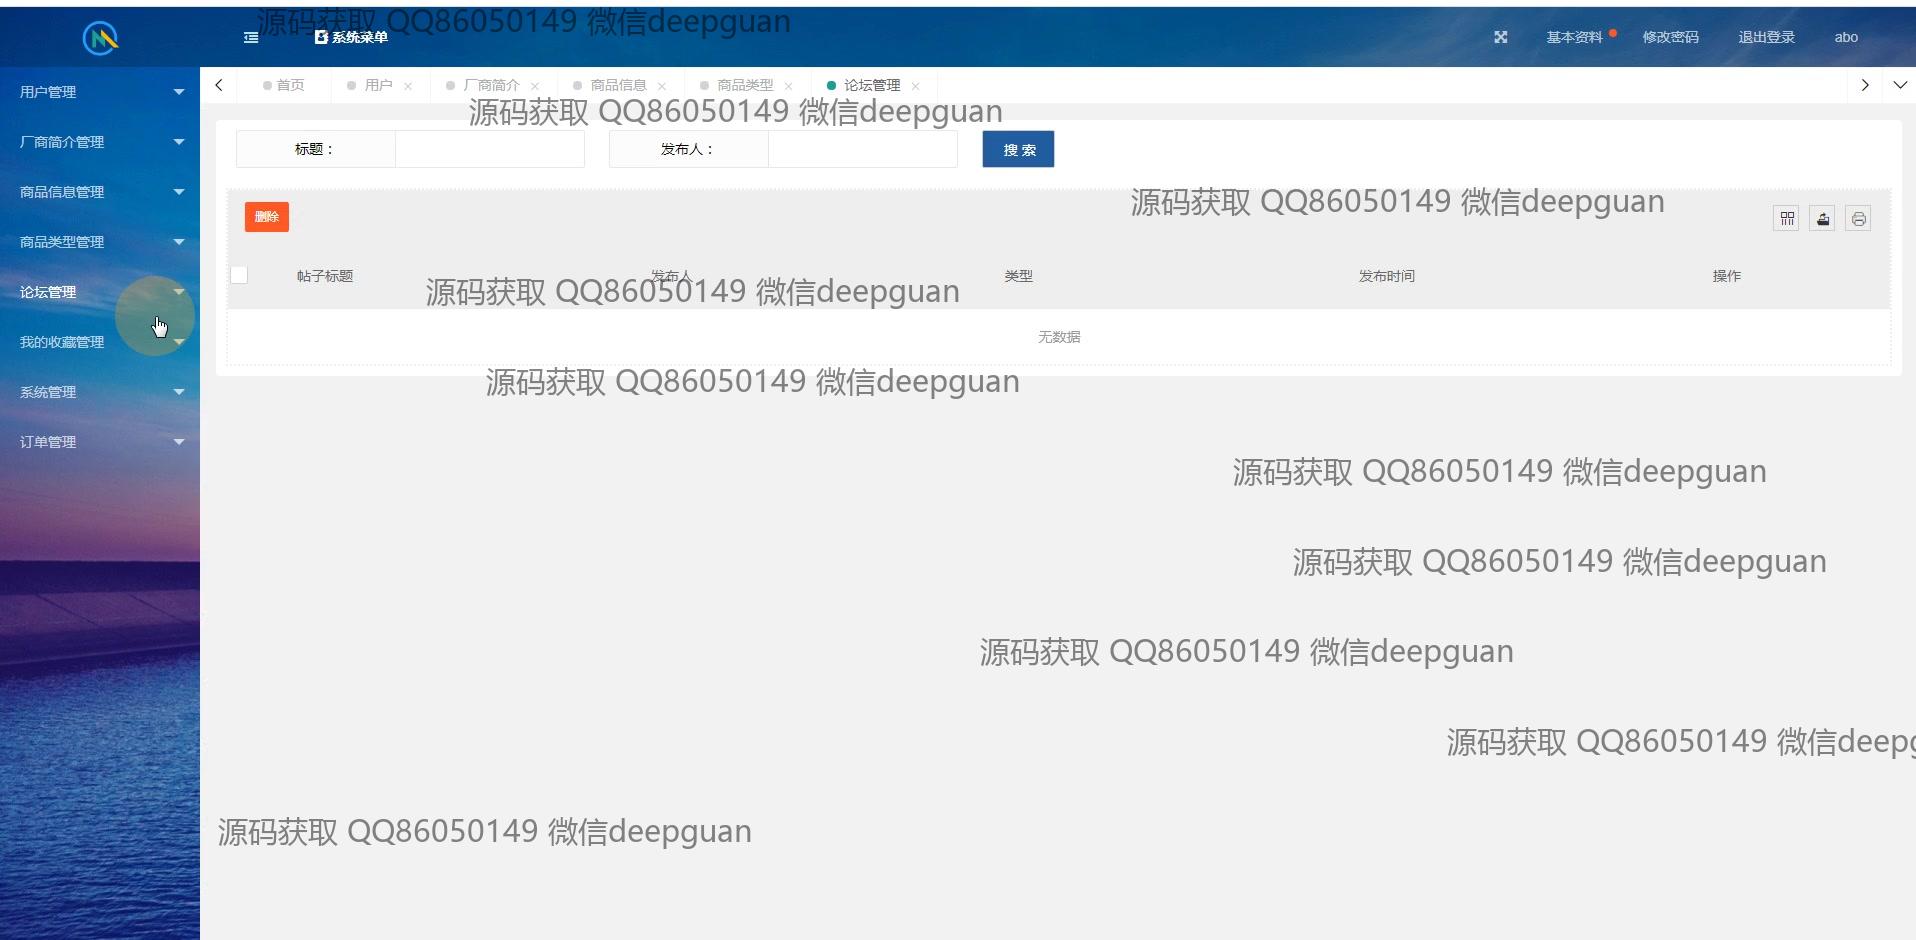 源码获取 QQ86050149 微信deepguan
系统菜单
基本资料
修改密码
退出登录
abo
用户管理
首页
用户
厂商简介
商品信息
商品类型
论坛管理
源码获取 QQ86050149 微信deepguan
厂商简介管理
标题：
发布人：
搜 索
商品信息管理
源码获取 QQ86050149 微信deepguan
删除
商品类型管理
帖子标题
发布人
类型
发布时间
操作
论坛管理
源码获取 QQ86050149 微信deepguan
我的收藏管理
无数据
系统管理
源码获取 QQ86050149 微信deepguan
订单管理
源码获取 QQ86050149 微信deepguan
源码获取 QQ86050149 微信deepguan
源码获取 QQ86050149 微信deepguan
源码获取 QQ86050149 微信deepg
源码获取 QQ86050149 微信deepguan